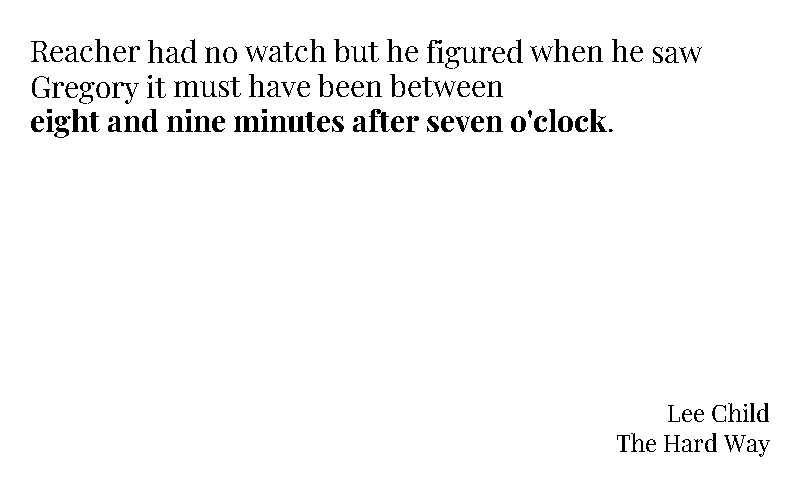 Reacher had no watch but he figured when he saw
Gregory it must have been between
eight and nine minutes after seven o'clock.
Lee Child
The Hard Way